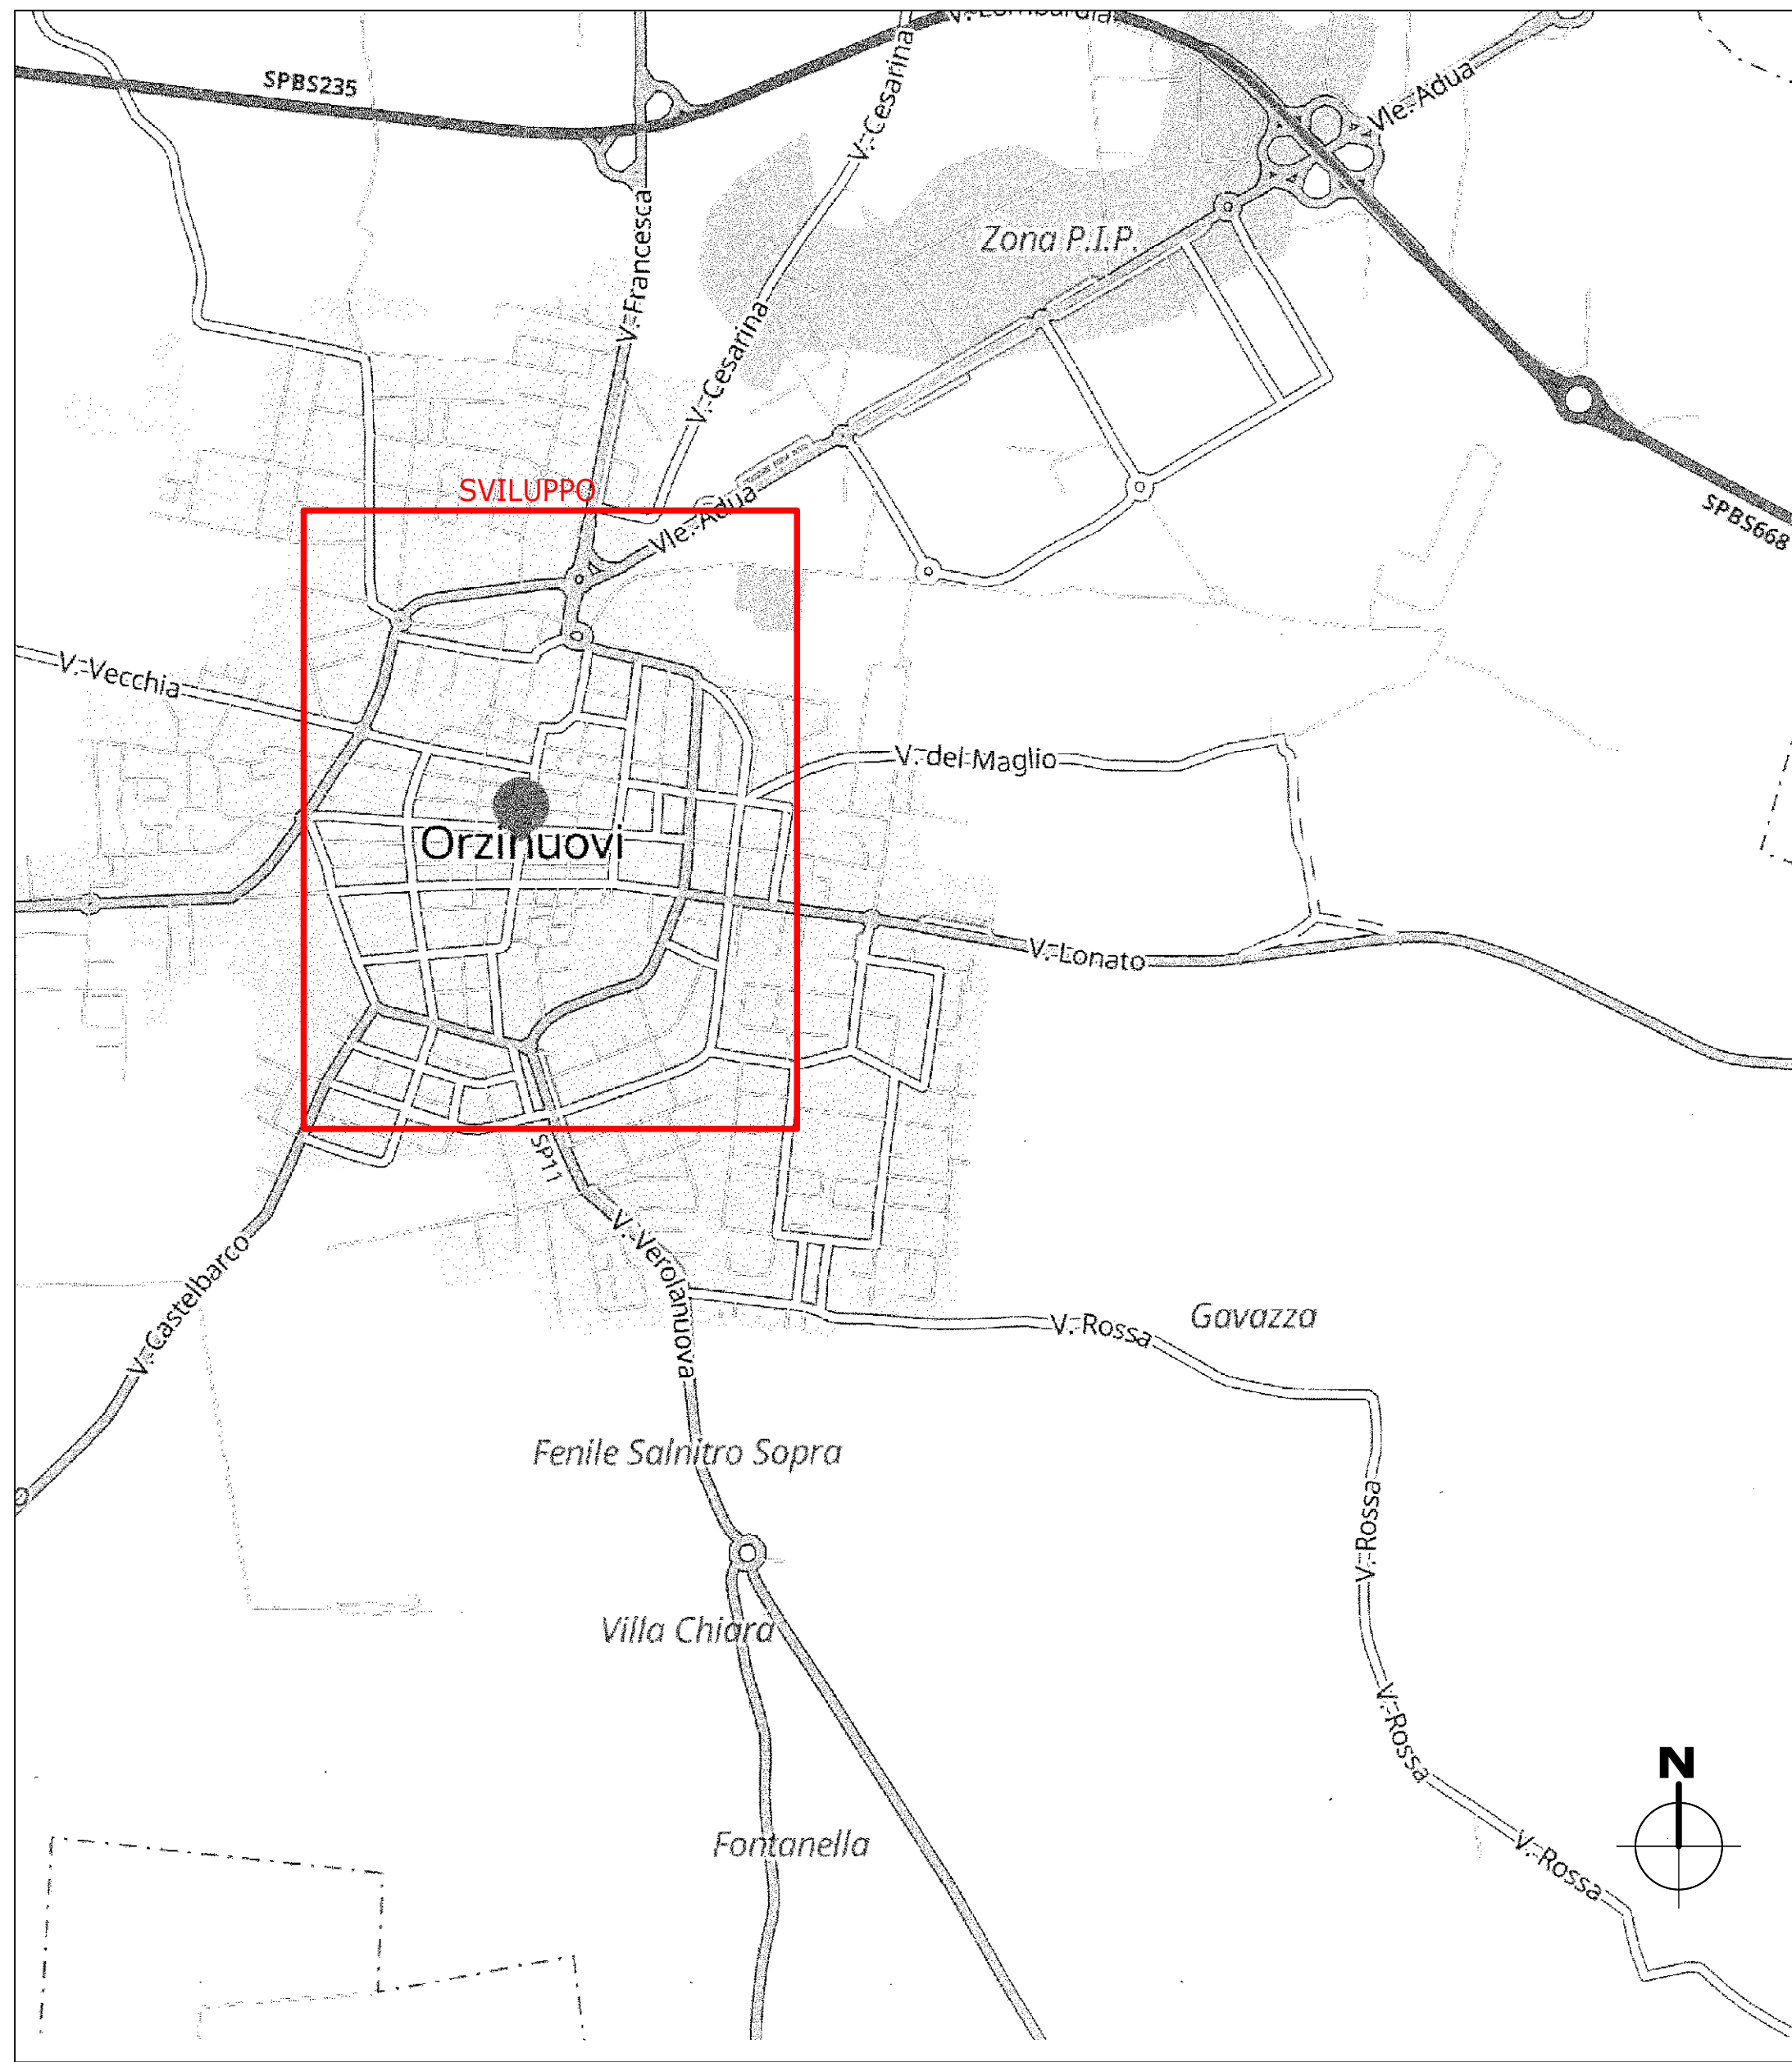 V. Lombardia
SPBS235
V. Cesarina
Vle. Adua
V. Francesca
Zona P.I.P.
V. Cesarina
SVILUPPO
Vle. Adua
SPBS668
V. Vecchia
V. del Maglio
Orzinuovi
V. Lonato
SP11
V. Verolanuova
V. Castelbarco
Gavazza
V. Rossa
Fenile Salnitro Sopra
V. Rossa
Villa Chiara
V. Rossa
N
Fontanella
V. Rossa